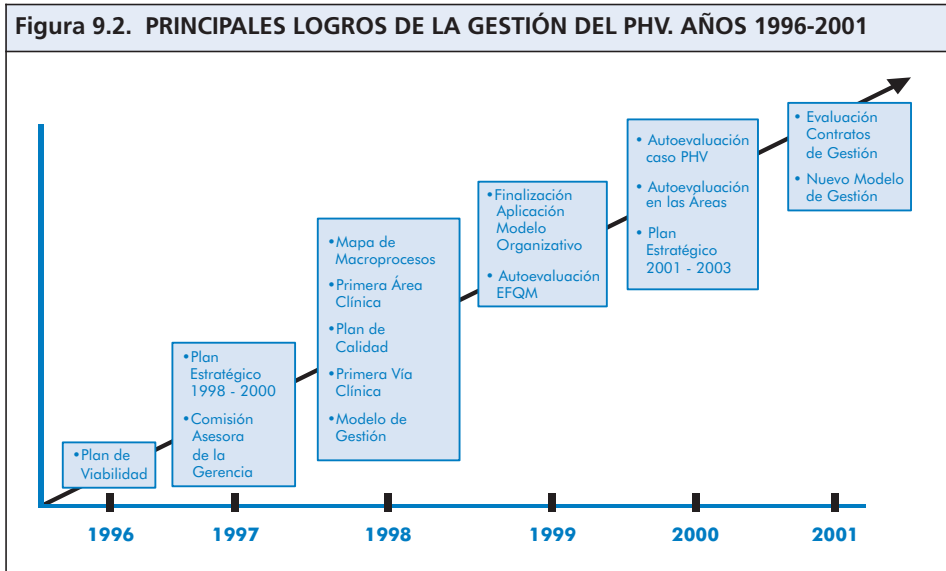 Figura 9.2. PRINCIPALES LOGROS DE LA GESTIÓN DEL PHV. AÑOS 1996-2001
• Plan de
Viabilidad
• Plan
Estratégico
1998 - 2000
• Comisión
Asesora
de la
Gerencia
• Mapa de
Macroprocesos
• Primera Área
Clínica
• Plan de
Calidad
• Primera Vía
Clínica
• Modelo de
Gestión
• Finalización
Aplicación
Modelo
Organizativo
• Autoevaluación
EFQM
• Autoevaluación
caso PHV
• Autoevaluación
en las Áreas
• Plan
Estratégico
2001 - 2003
• Evaluación
Contratos
de Gestión
• Nuevo Modelo
de Gestión
1996 1997 1998 1999 2000 2001